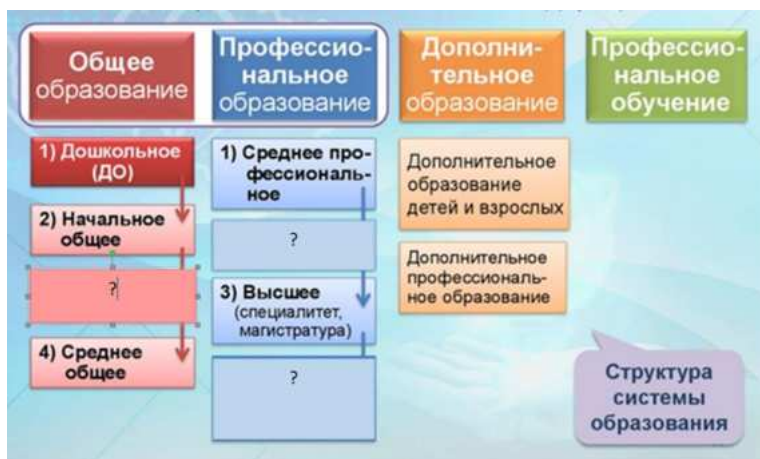 Общее
образование
Профессио-
нальное
образование
Дополни-
тельное
образование
Профессио-
нальное
обучение
1) Дошкольное
(ДО)
2) Начальное
общее
?
4) Среднее
общее
1) Среднее про-
фессиональ-
ное
?
3) Высшее
(специалитет,
магистратура)
?
Дополнительное
образование
детей и взрослых
Дополнительное
профессиональ-
ное образование
Структура
системы
образования